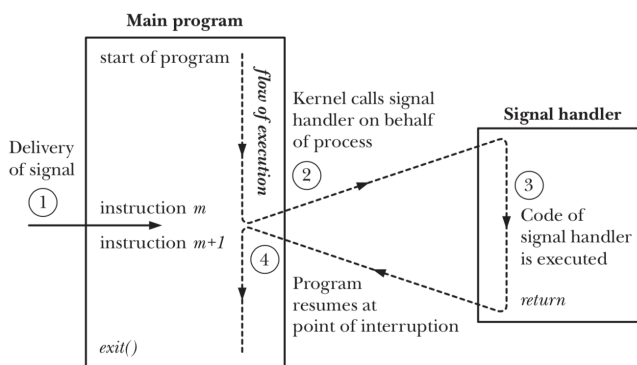 Main program
start of program
flow of execution
Kernel calls signal
handler on behalf
of process
Signal handler
Delivery
of signal
1
2
3
instruction m
instruction m+1
4
Code of
signal handler
is executed
Program
resumes at
point of interruption
return
exit()